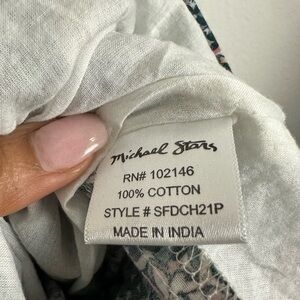 Michael Stars
RN# 102146
100% COTTON
STYLE # SFDCH21P
MADE IN INDIA